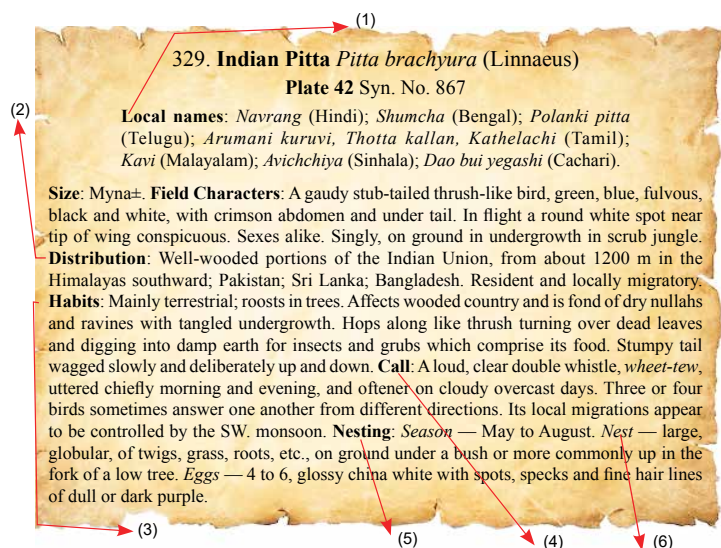 (1)
329. Indian Pitta Pitta brachyura (Linnaeus)
Plate 42 Syn. No. 867
(2)
Local names: Navrang (Hindi); Shumcha (Bengal); Polanki pitta
(Telugu); Arumani kuruvi, Thotta kallan, Kathelachi (Tamil);
Kavi (Malayalam); Avichchiya (Sinhala); Dao bui yegashi (Cachari).
Size: Myna±. Field Characters: A gaudy stub-tailed thrush-like bird, green, blue, fulvous,
black and white, with crimson abdomen and under tail. In flight a round white spot near
tip of wing conspicuous. Sexes alike. Singly, on ground in undergrowth in scrub jungle.
Distribution: Well-wooded portions of the Indian Union, from about 1200 m in the
Himalayas southward; Pakistan; Sri Lanka; Bangladesh. Resident and locally migratory.
Habits: Mainly terrestrial; roosts in trees. Affects wooded country and is fond of dry nullahs
and ravines with tangled undergrowth. Hops along like thrush turning over dead leaves
and digging into damp earth for insects and grubs which comprise its food. Stumpy tail
wagged slowly and deliberately up and down. Call: A loud, clear double whistle, wheet-tew,
uttered chiefly morning and evening, and oftener on cloudy overcast days. Three or four
birds sometimes answer one another from different directions. Its local migrations appear
to be controlled by the SW. monsoon. Nesting: Season — May to August. Nest — large,
globular, of twigs, grass, roots, etc., on ground under a bush or more commonly up in the
fork of a low tree. Eggs — 4 to 6, glossy china white with spots, specks and fine hair lines
of dull or dark purple.
(3)
(5)
(4)
(6)